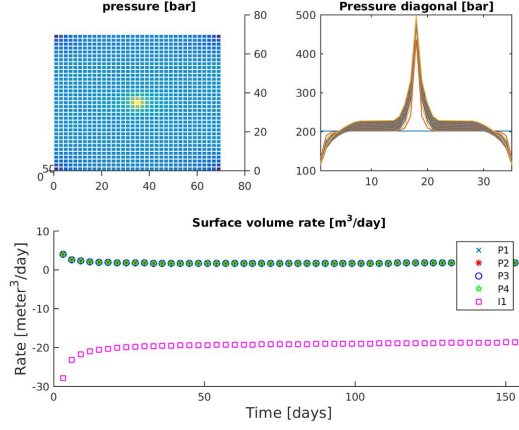 pressure [bar]
80
60
40
20
0
50
0
0 20 40 60 80
Pressure diagonal [bar]
500
400
300
200
100
10 20 30
Surface volume rate [m³/day]
Rate [meter³/day]
10
0
-10
-20
-30
0 50 100 150
Time [days]
P1
P2
P3
P4
I1